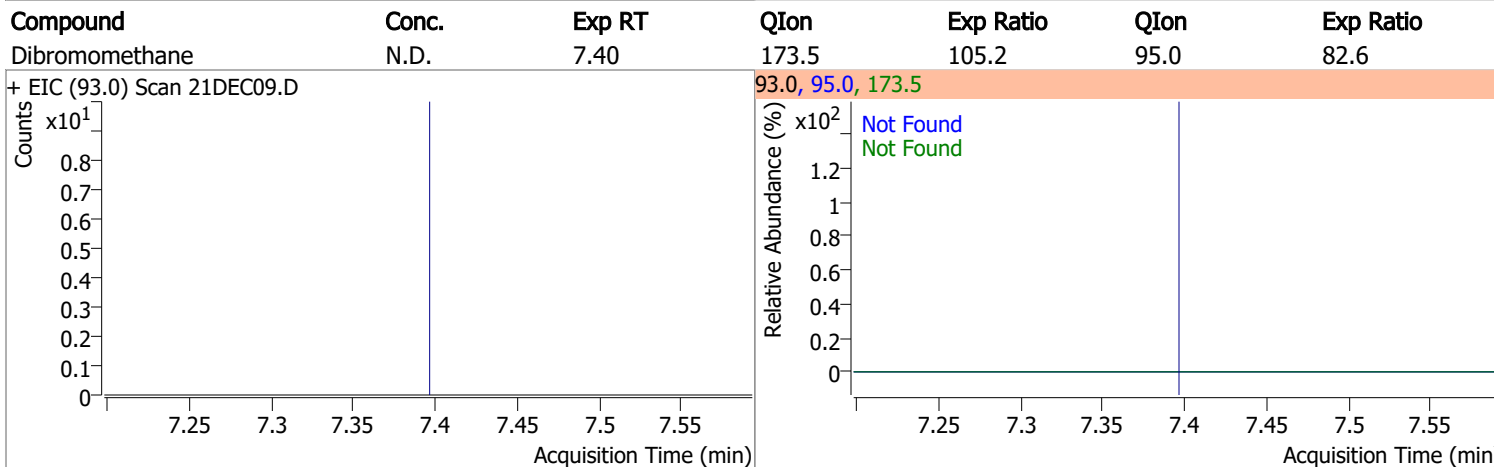 Compound Conc. Exp RT QIon Exp Ratio QIon Exp Ratio
Dibromomethane N.D. 7.40 173.5 105.2 95.0 82.6
+ EIC (93.0) Scan 21DEC09.D
Counts
x10¹
0.8
0.7
0.6
0.5
0.4
0.3
0.2
0.1
0
7.25 7.3 7.35 7.4 7.45 7.5 7.55
Acquisition Time (min)
93.0, 95.0, 173.5
Relative Abundance (%)
x10²
Not Found
Not Found
1.2
1
0.8
0.6
0.4
0.2
0
7.25 7.3 7.35 7.4 7.45 7.5 7.55
Acquisition Time (min